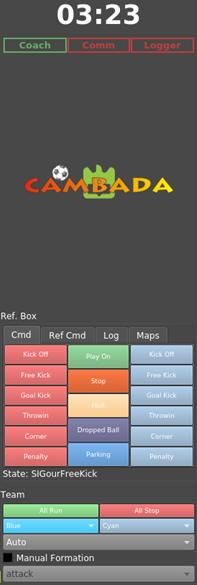 03:23
Coach Comm Logger
CAMBADA
Ref. Box
Cmd Ref Cmd Log Maps
Kick Off Play On Kick Off
Free Kick Stop Free Kick
Goal Kick Halt Goal Kick
Throwin Dropped Ball Throwin
Corner Parking Corner
Penalty Penalty
State: SIGourFreeKick
Team
All Run All Stop
Blue Cyan
Auto
Manual Formation
attack